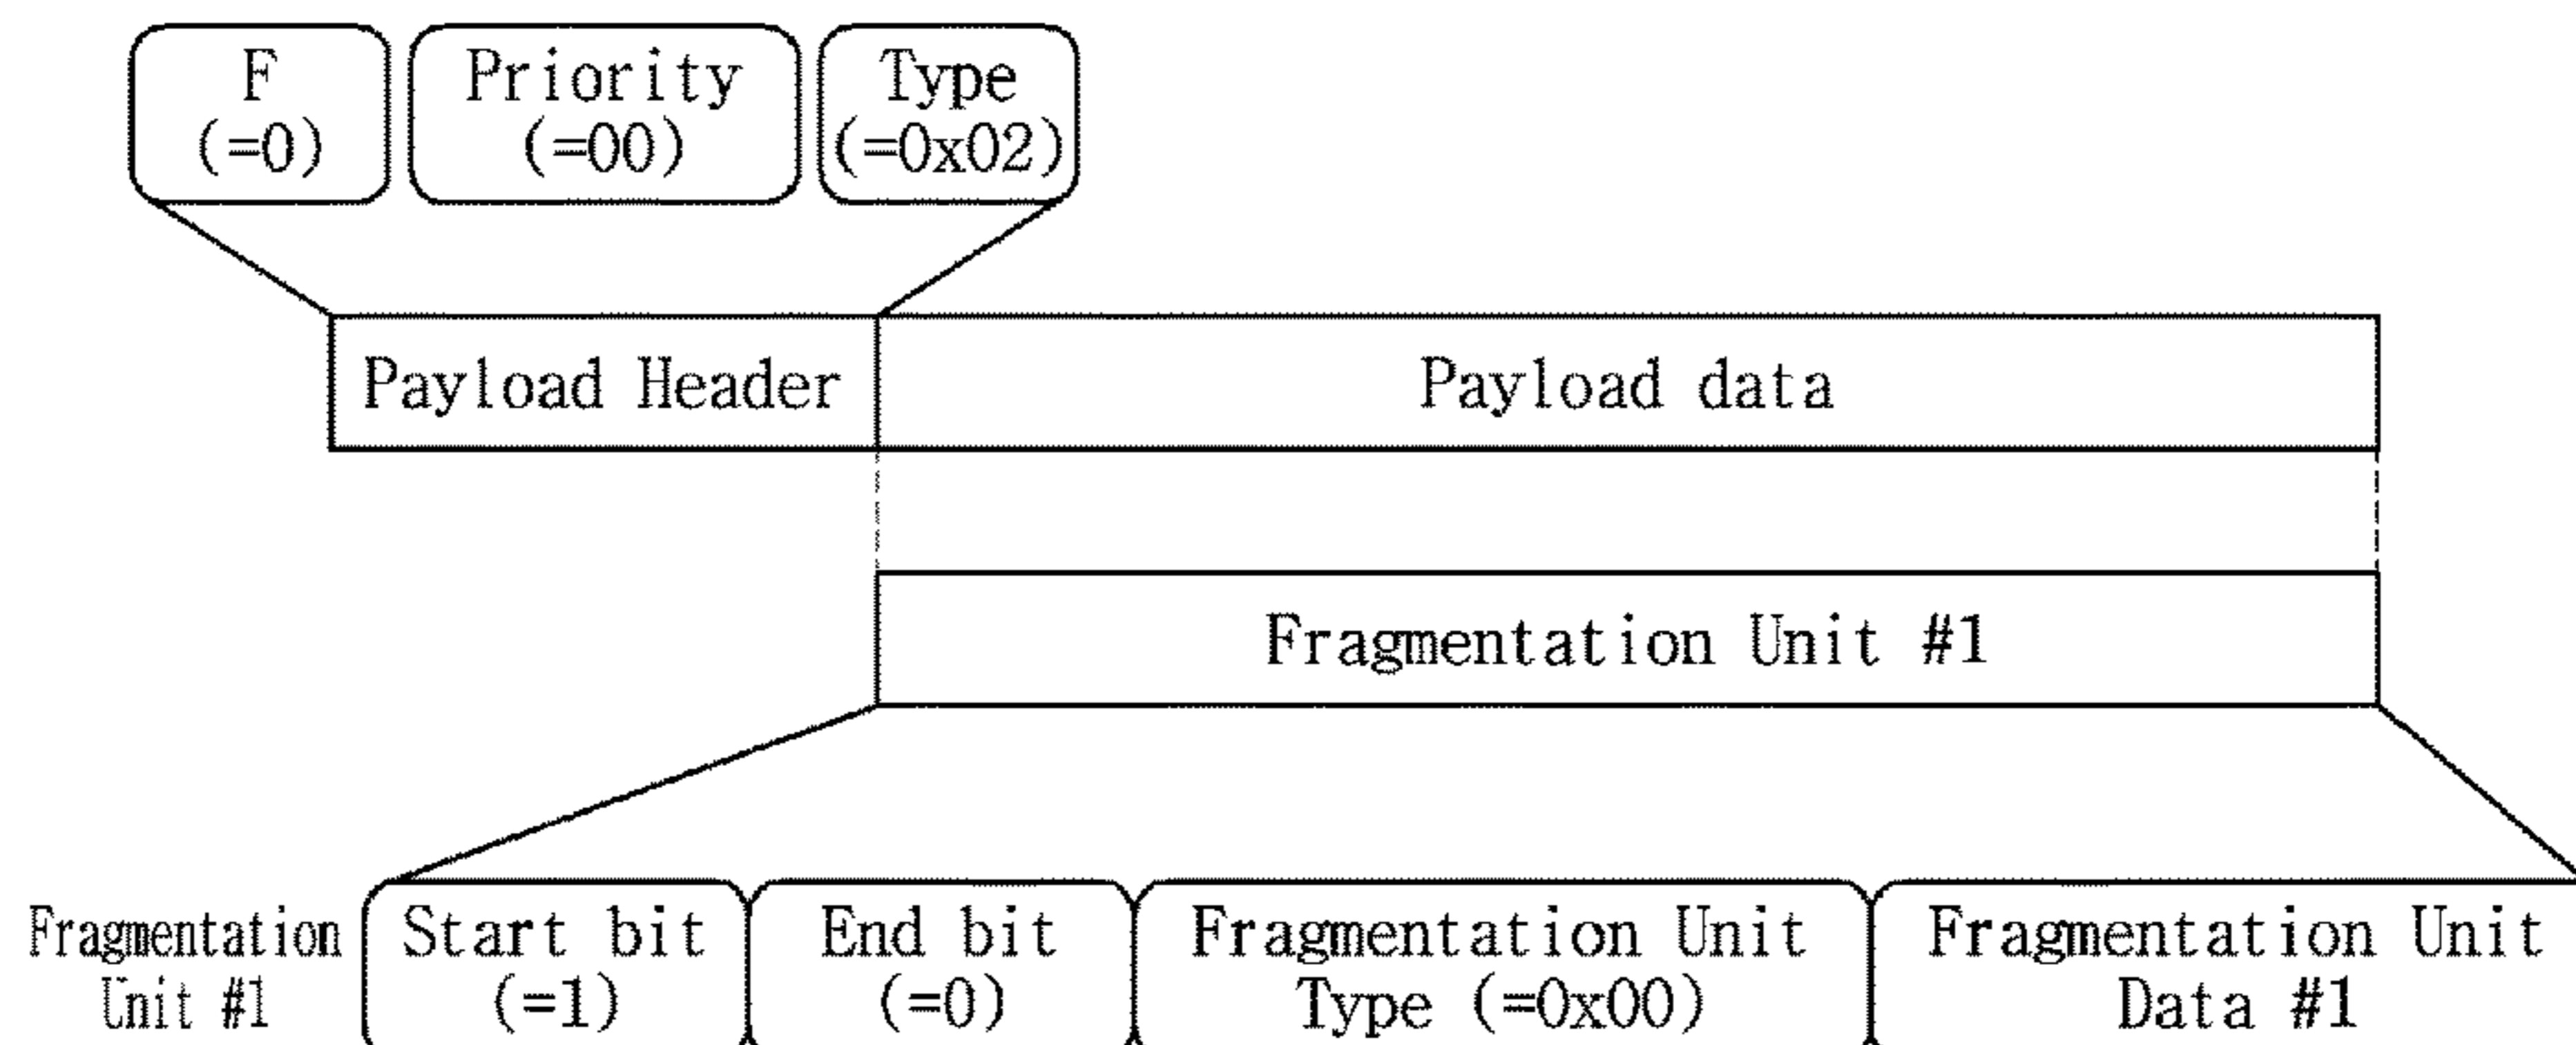 F
(=0)
Priority
(=00)
Type
(=0x02)
Payload Header
Payload data
Fragmentation Unit #1
Fragmentation
Unit #1
Start bit
(=1)
End bit
(=0)
Fragmentation Unit
Type (=0x00)
Fragmentation Unit
Data #1